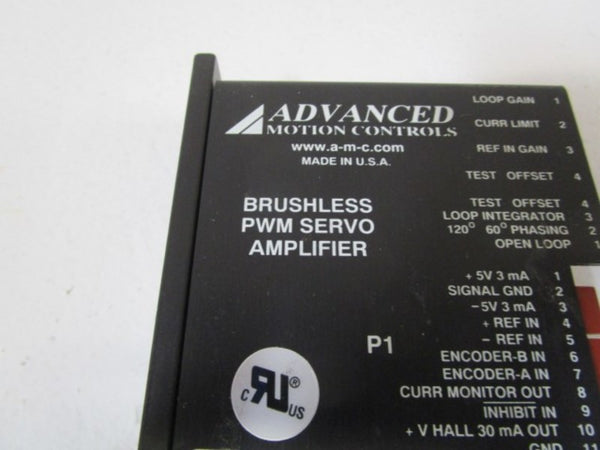 ADVANCED
MOTION CONTROLS
www.a-m-c.com
MADE IN U.S.A.
BRUSHLESS
PWM SERVO
AMPLIFIER
LOOP GAIN 1
CURR LIMIT 2
REF IN GAIN 3
TEST OFFSET 4
TEST OFFSET 4
LOOP INTEGRATOR 3
120° 60° PHASING 2
OPEN LOOP 1
P1
+ 5V 3 mA 1
SIGNAL GND 2
-5V 3 mA 3
+ REF IN 4
- REF IN 5
ENCODER-B IN 6
ENCODER-A IN 7
CURR MONITOR OUT 8
INHIBIT IN 9
+ V HALL 30 mA OUT 10
GND 11
c RU ® US